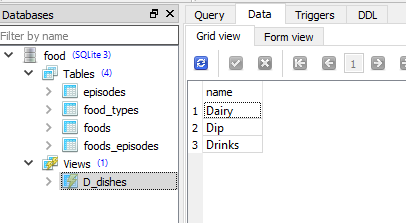 Databases
Filter by name
food (SQLite 3)
Tables (4)
episodes
food_types
foods
foods_episodes
Views (1)
D_dishes
Query Data Triggers DDL
Grid view Form view
1
name
1 Dairy
2 Dip
3 Drinks